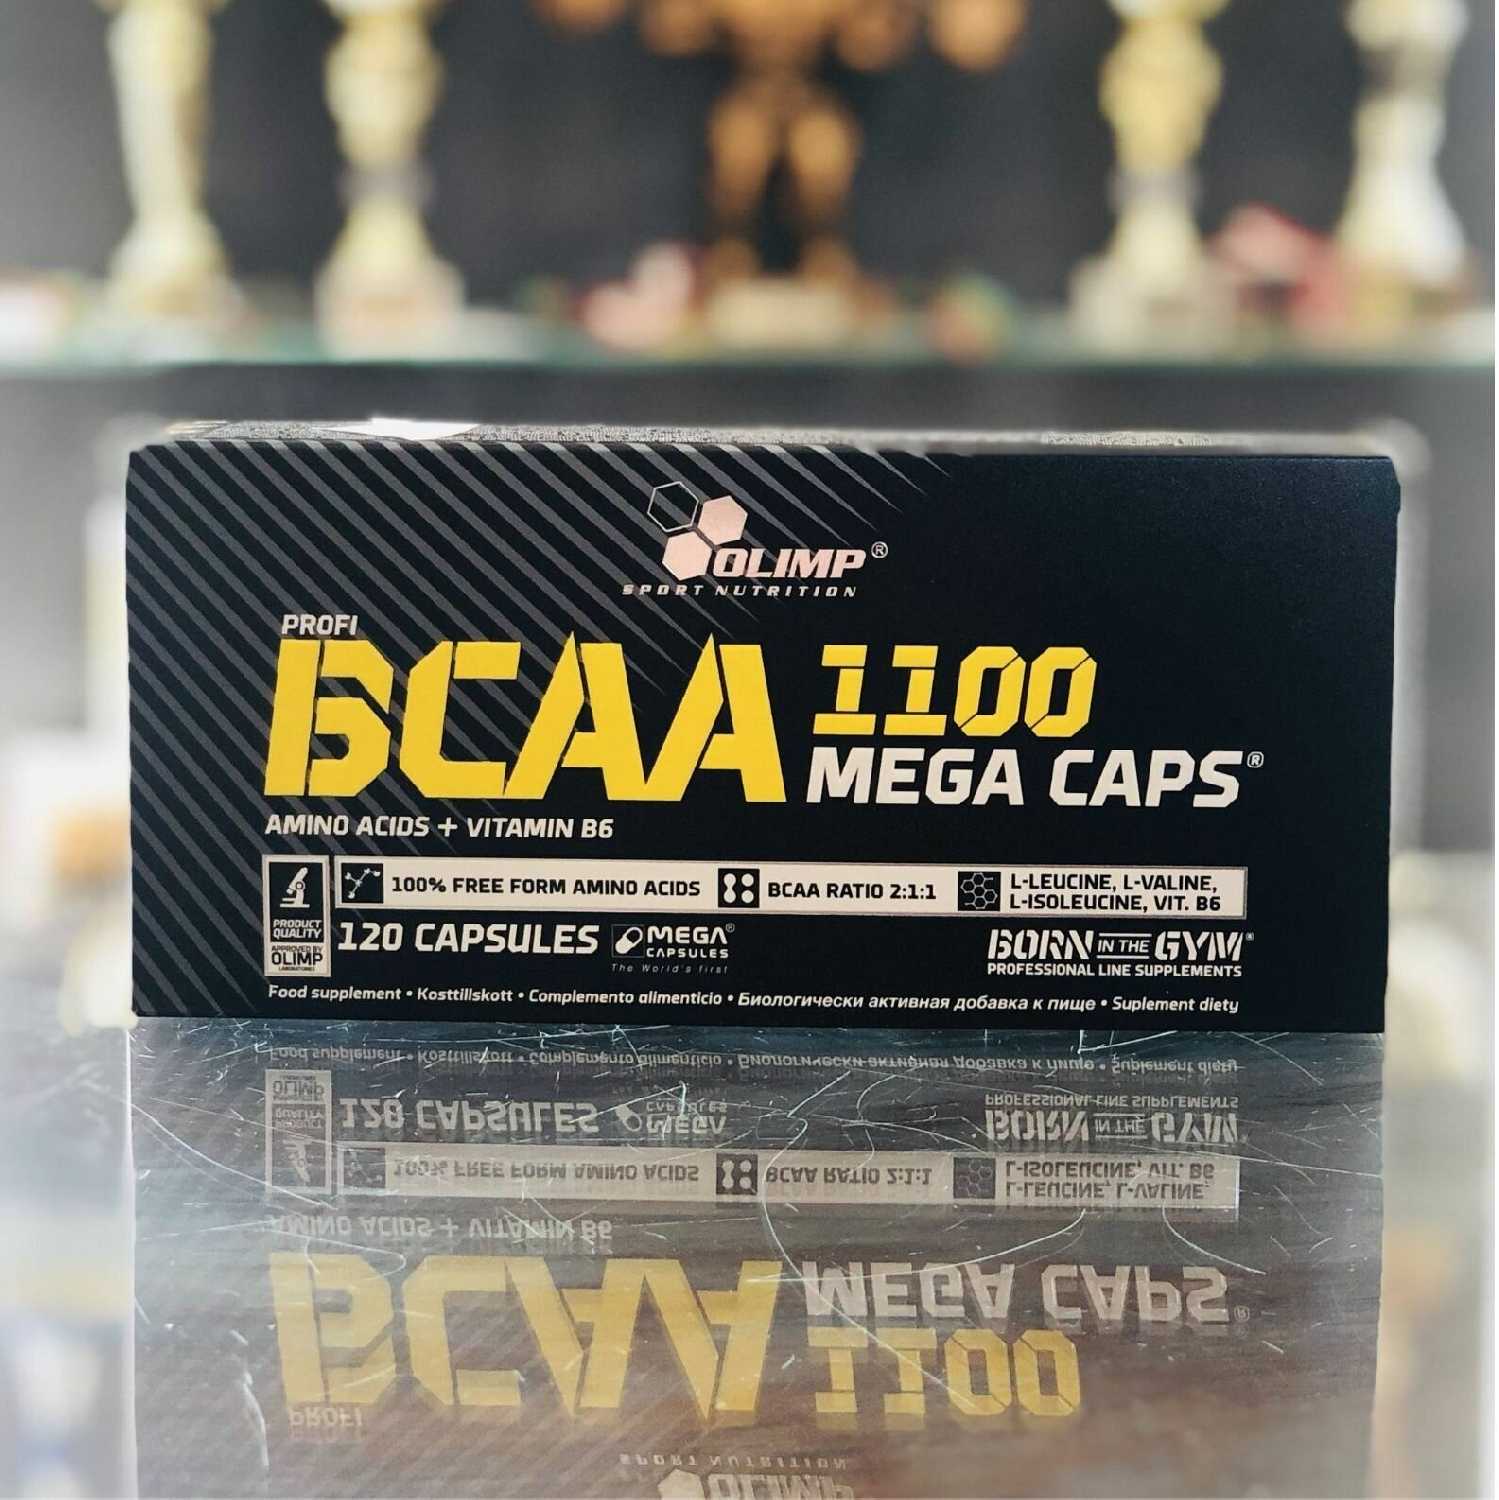 OLIMP®
SPORT NUTRITION
PROFI
BCAA 1100
MEGA CAPS®
AMINO ACIDS + VITAMIN B6
PRODUCT
QUALITY
APPROVED BY
OLIMP
LABORATORIES
100% FREE FORM AMINO ACIDS
BCAA RATIO 2:1:1
L-LEUCINE, L-VALINE,
L-ISOLEUCINE, VIT. B6
120 CAPSULES
MEGA®
CAPSULES
The World's First
BORN IN THE GYM®
PROFESSIONAL LINE SUPPLEMENTS
Food supplement • Kosttillskott • Complemento alimenticio • Биологически активная добавка к пище • Suplement diety